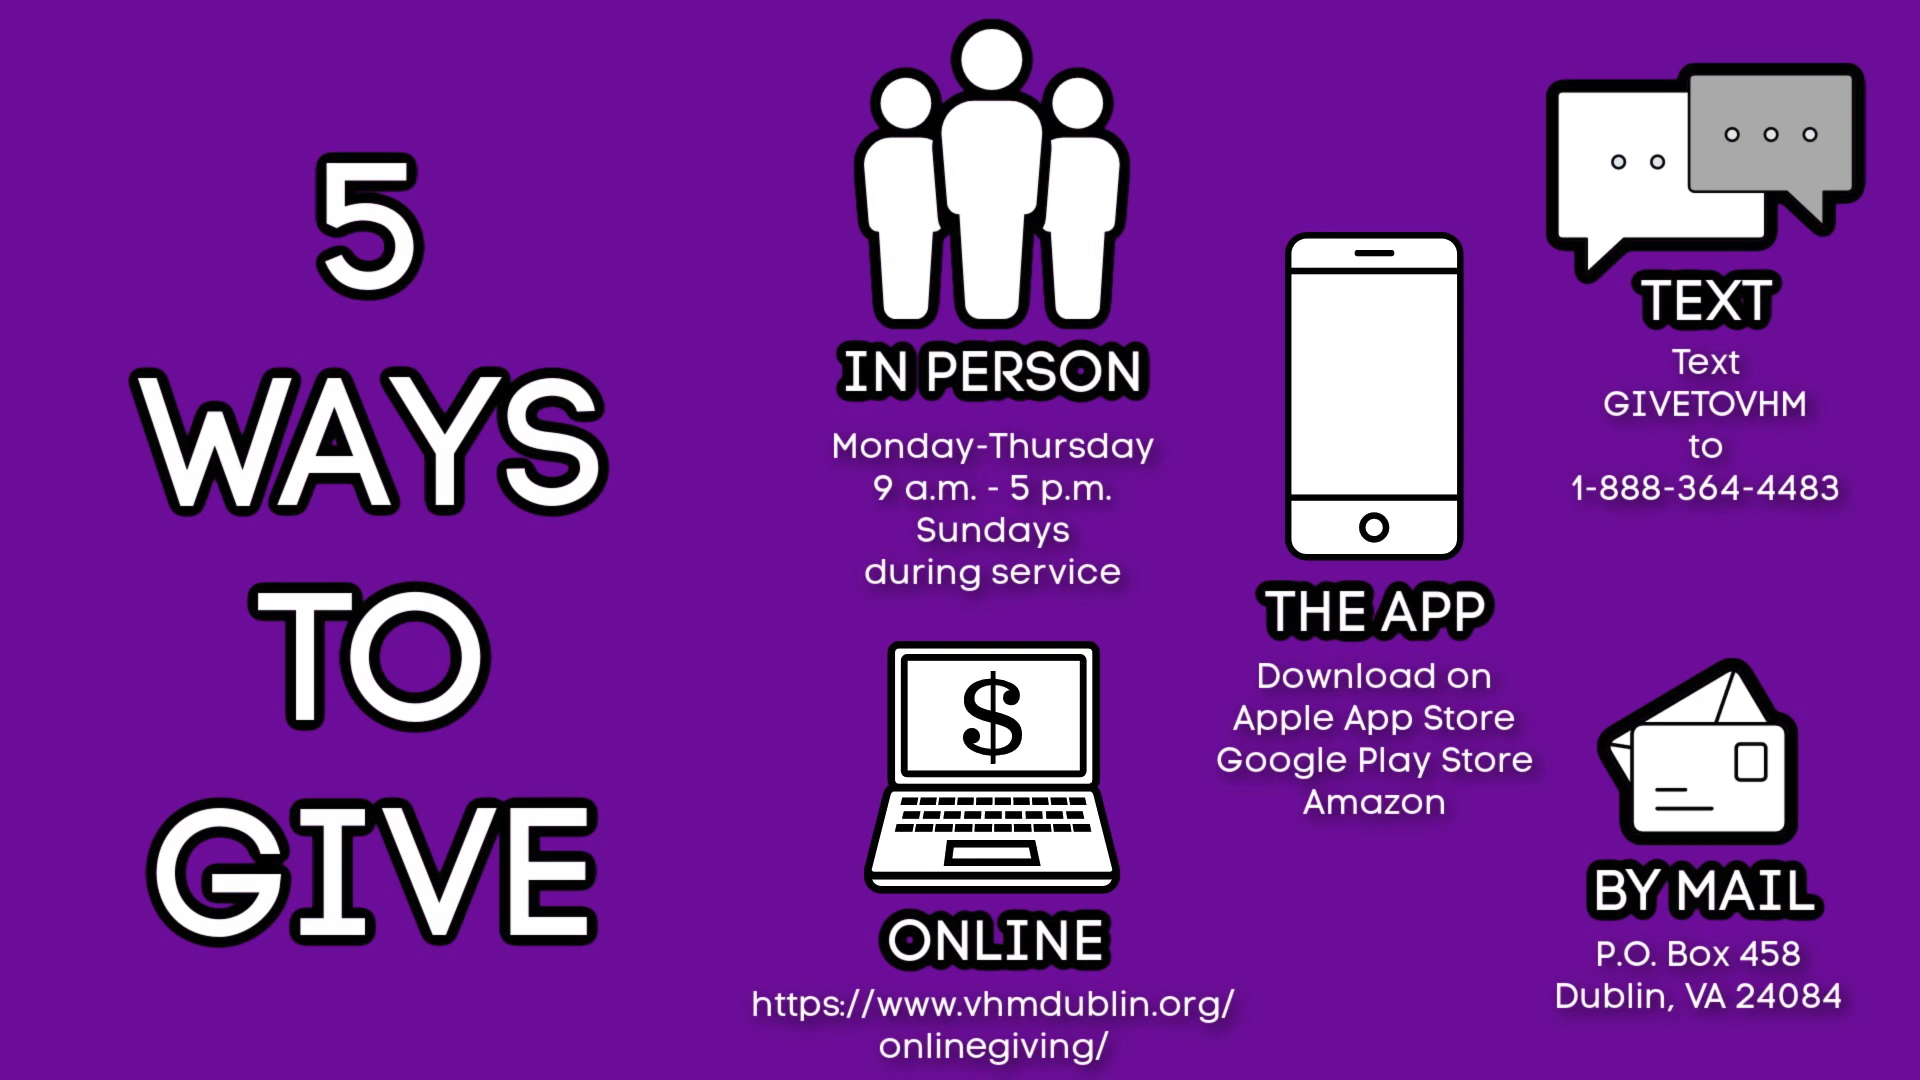 5
WAYS
TO
GIVE
IN PERSON
Monday-Thursday
9 a.m. - 5 p.m.
Sundays
during service
$
ONLINE
https://www.vhmdublin.org/
onlinegiving/
THE APP
Download on
Apple App Store
Google Play Store
Amazon
TEXT
Text
GIVETOVHM
to
1-888-364-4483
BY MAIL
P.O. Box 458
Dublin, VA 24084